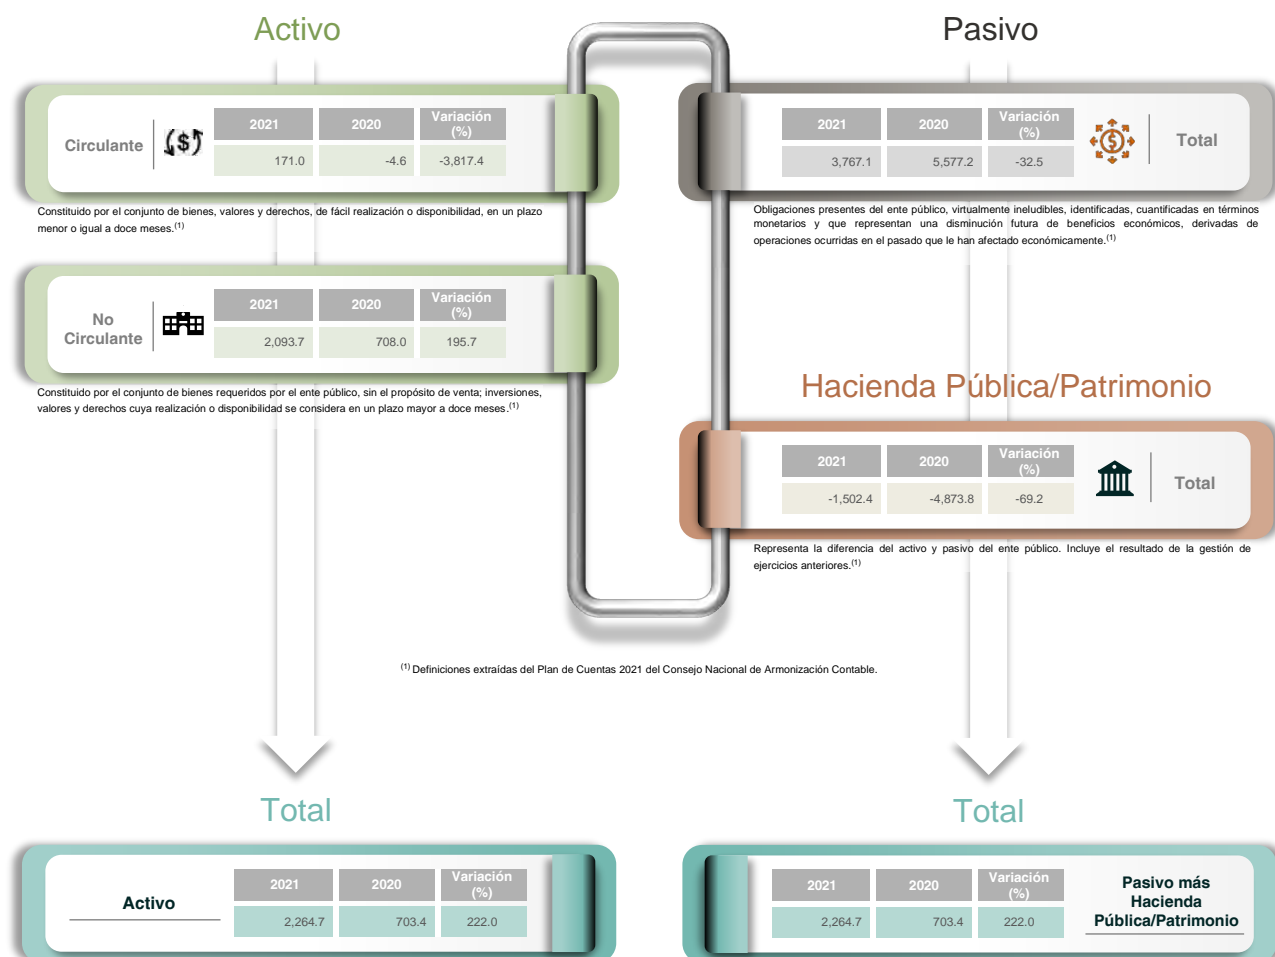 Activo
Circulante
2021 2020 Variación (%)
171.0 -4.6 -3,817.4
Constituido por el conjunto de bienes, valores y derechos, de fácil realización o disponibilidad, en un plazo
menor o igual a doce meses.(1)
No
Circulante
2021 2020 Variación (%)
2,093.7 708.0 195.7
Constituido por el conjunto de bienes requeridos por el ente público, sin el propósito de venta; inversiones,
valores y derechos cuya realización o disponibilidad se considera en un plazo mayor a doce meses.(1)
Pasivo
2021 2020 Variación (%)
3,767.1 5,577.2 -32.5
Total
Obligaciones presentes del ente público, virtualmente ineludibles, identificadas, cuantificadas en términos
monetarios y que representan una disminución futura de beneficios económicos, derivadas de
operaciones ocurridas en el pasado que le han afectado económicamente.(1)
Hacienda Pública/Patrimonio
2021 2020 Variación (%)
-1,502.4 -4,873.8 -69.2
Total
Representa la diferencia del activo y pasivo del ente público. Incluye el resultado de la gestión de
ejercicios anteriores.(1)
(1) Definiciones extraídas del Plan de Cuentas 2021 del Consejo Nacional de Armonización Contable.
Total
Activo
2021 2020 Variación (%)
2,264.7 703.4 222.0
Total
2021 2020 Variación (%)
2,264.7 703.4 222.0
Pasivo más
Hacienda
Pública/Patrimonio